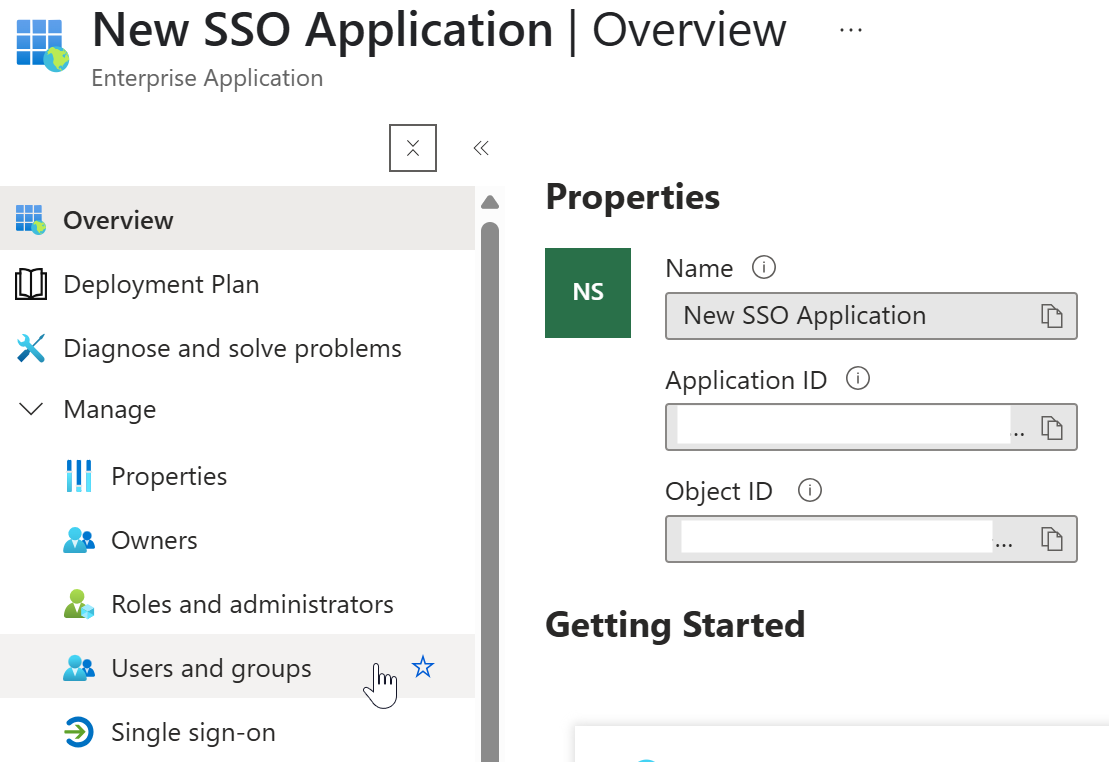 New SSO Application | Overview ...
Enterprise Application
Overview
Deployment Plan
Diagnose and solve problems
Manage
Properties
Owners
Roles and administrators
Users and groups
Single sign-on
Properties
NS
Name
New SSO Application
Application ID
..
Object ID
...
Getting Started